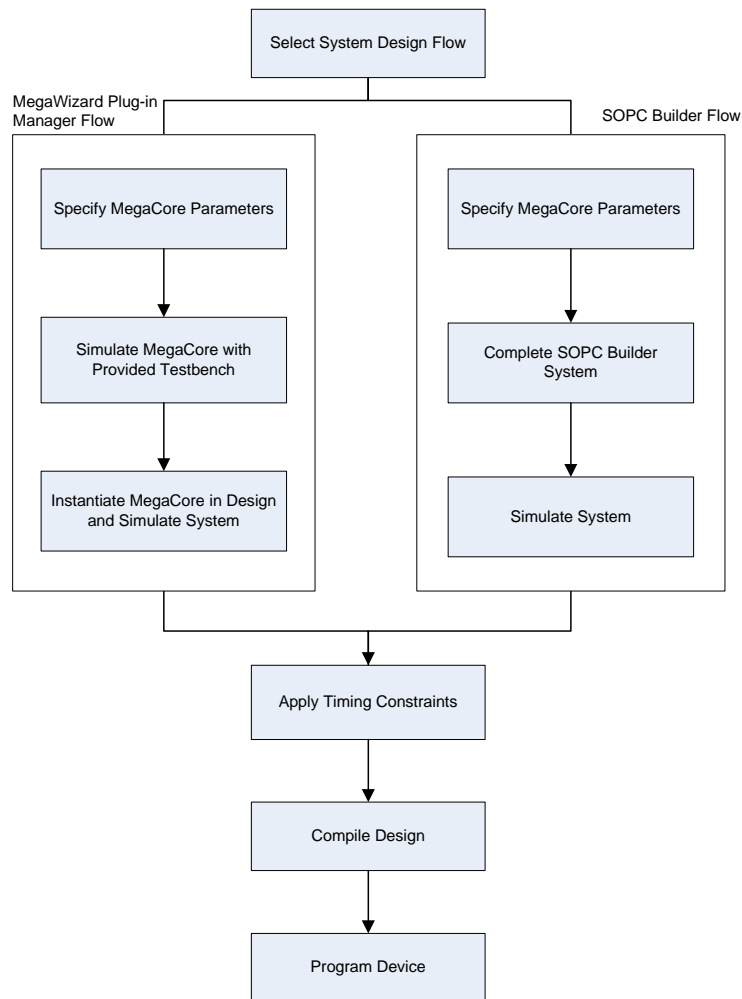 Select System Design Flow
MegaWizard Plug-in
Manager Flow
SOPC Builder Flow
Specify MegaCore Parameters
Simulate MegaCore with
Provided Testbench
Instantiate MegaCore in Design
and Simulate System
Specify MegaCore Parameters
Complete SOPC Builder
System
Simulate System
Apply Timing Constraints
Compile Design
Program Device